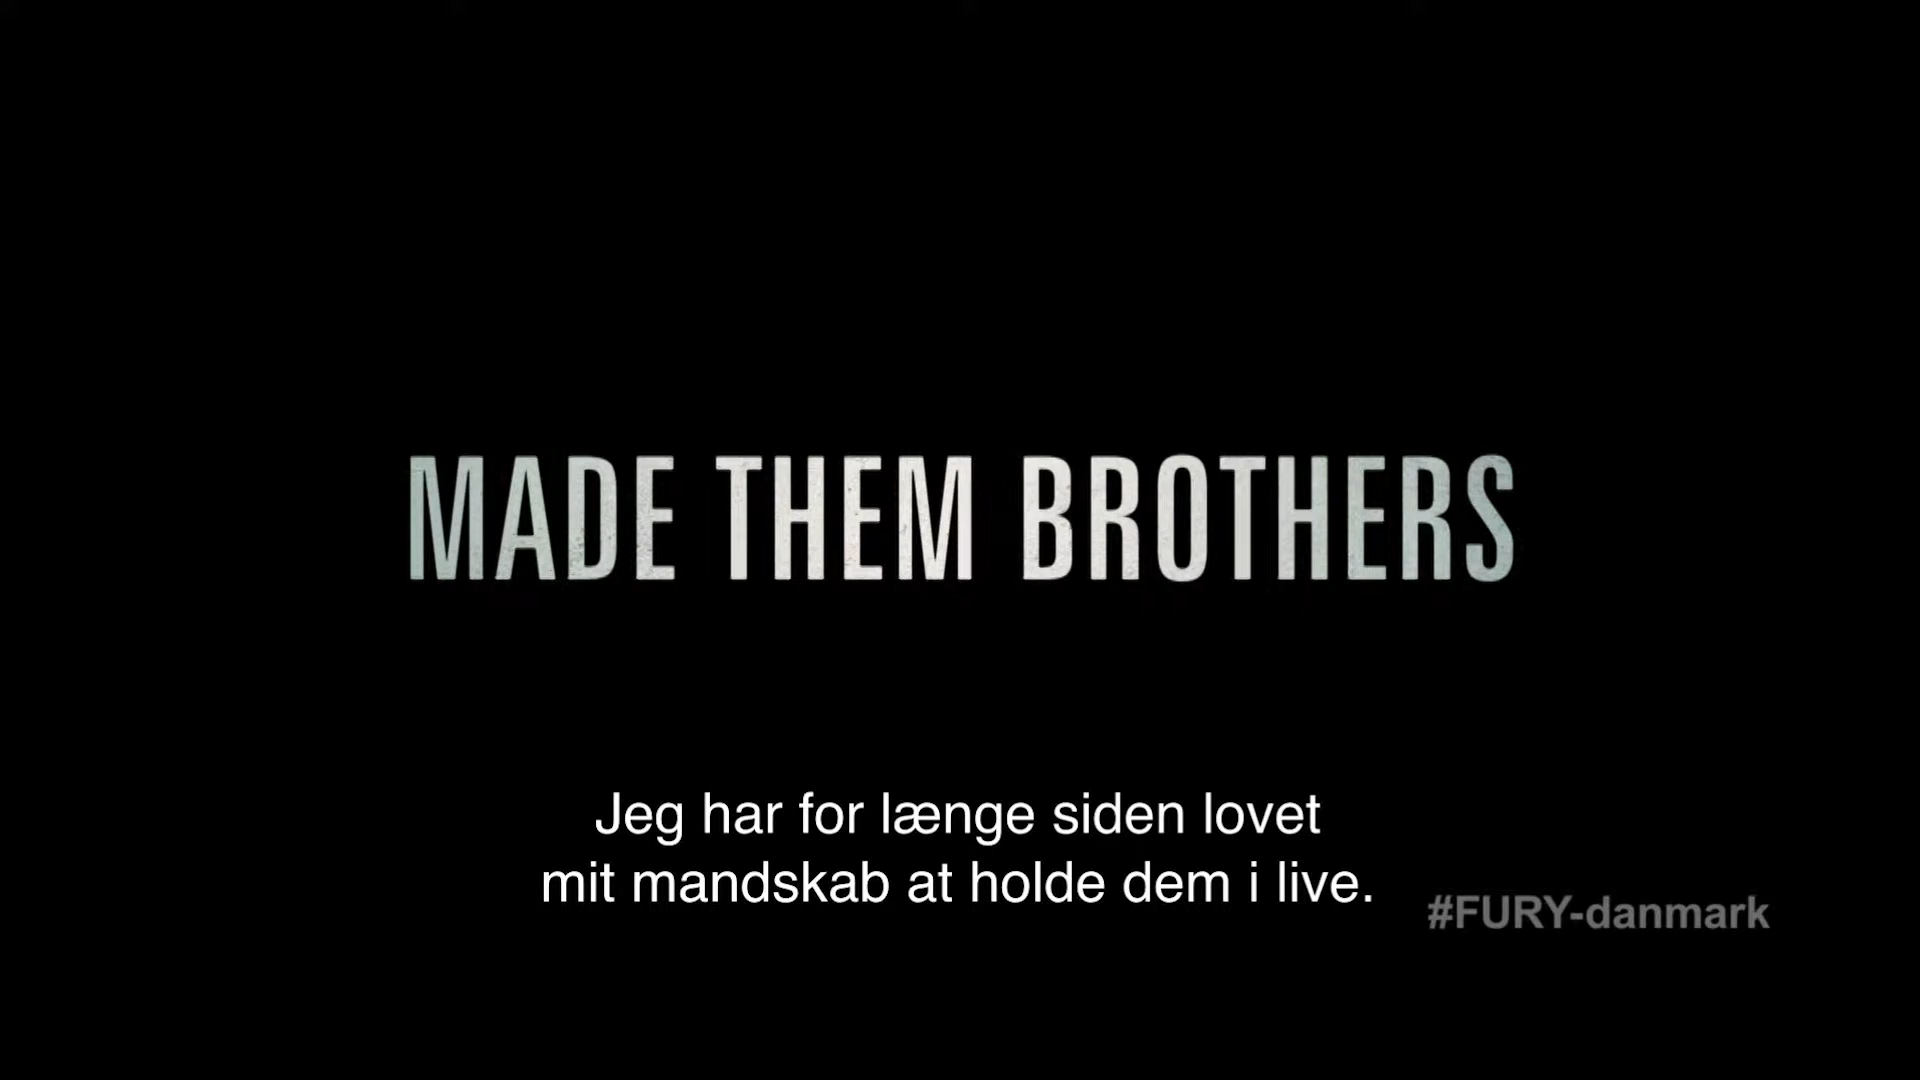 MADE THEM BROTHERS
Jeg har for længe siden lovet
mit mandskab at holde dem i live.
#FURY-danmark